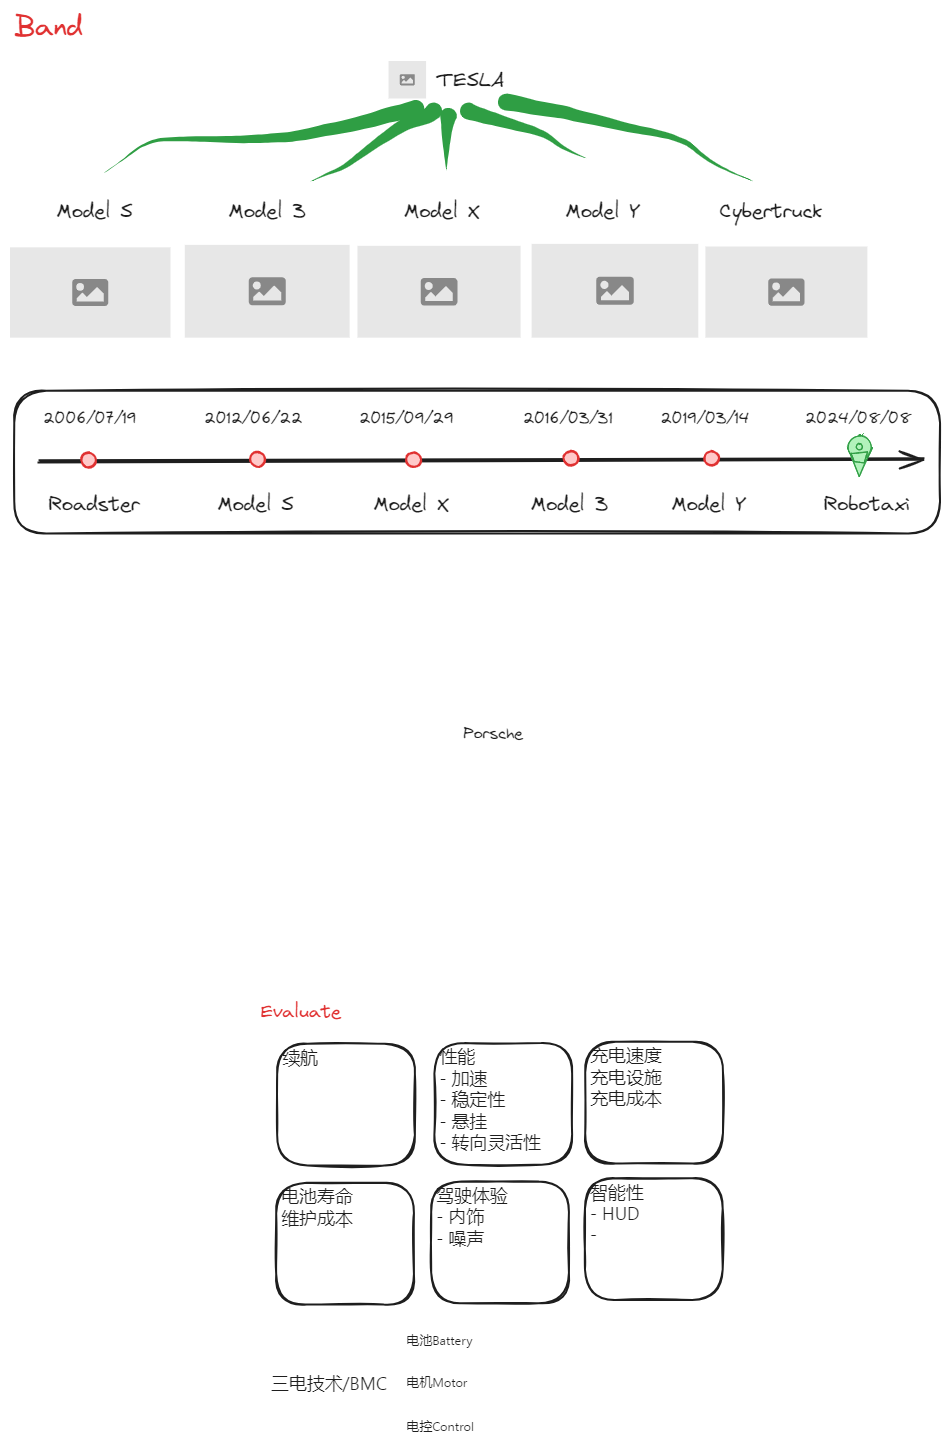 Band
TESLA
Model S
Model 3
Model X
Model Y
Cybertruck
2006/07/19
2012/06/22
2015/09/29
2016/03/31
2019/03/14
2024/08/08
Roadster
Model S
Model X
Model 3
Model Y
Robotaxi
Porsche
Evaluate
续航
性能
- 加速
- 稳定性
- 悬挂
- 转向灵活性
充电速度
充电设施
充电成本
电池寿命
维护成本
驾驶体验
- 内饰
- 噪声
智能性
- HUD
-
电池Battery
三电技术/BMC
电机Motor
电控Control